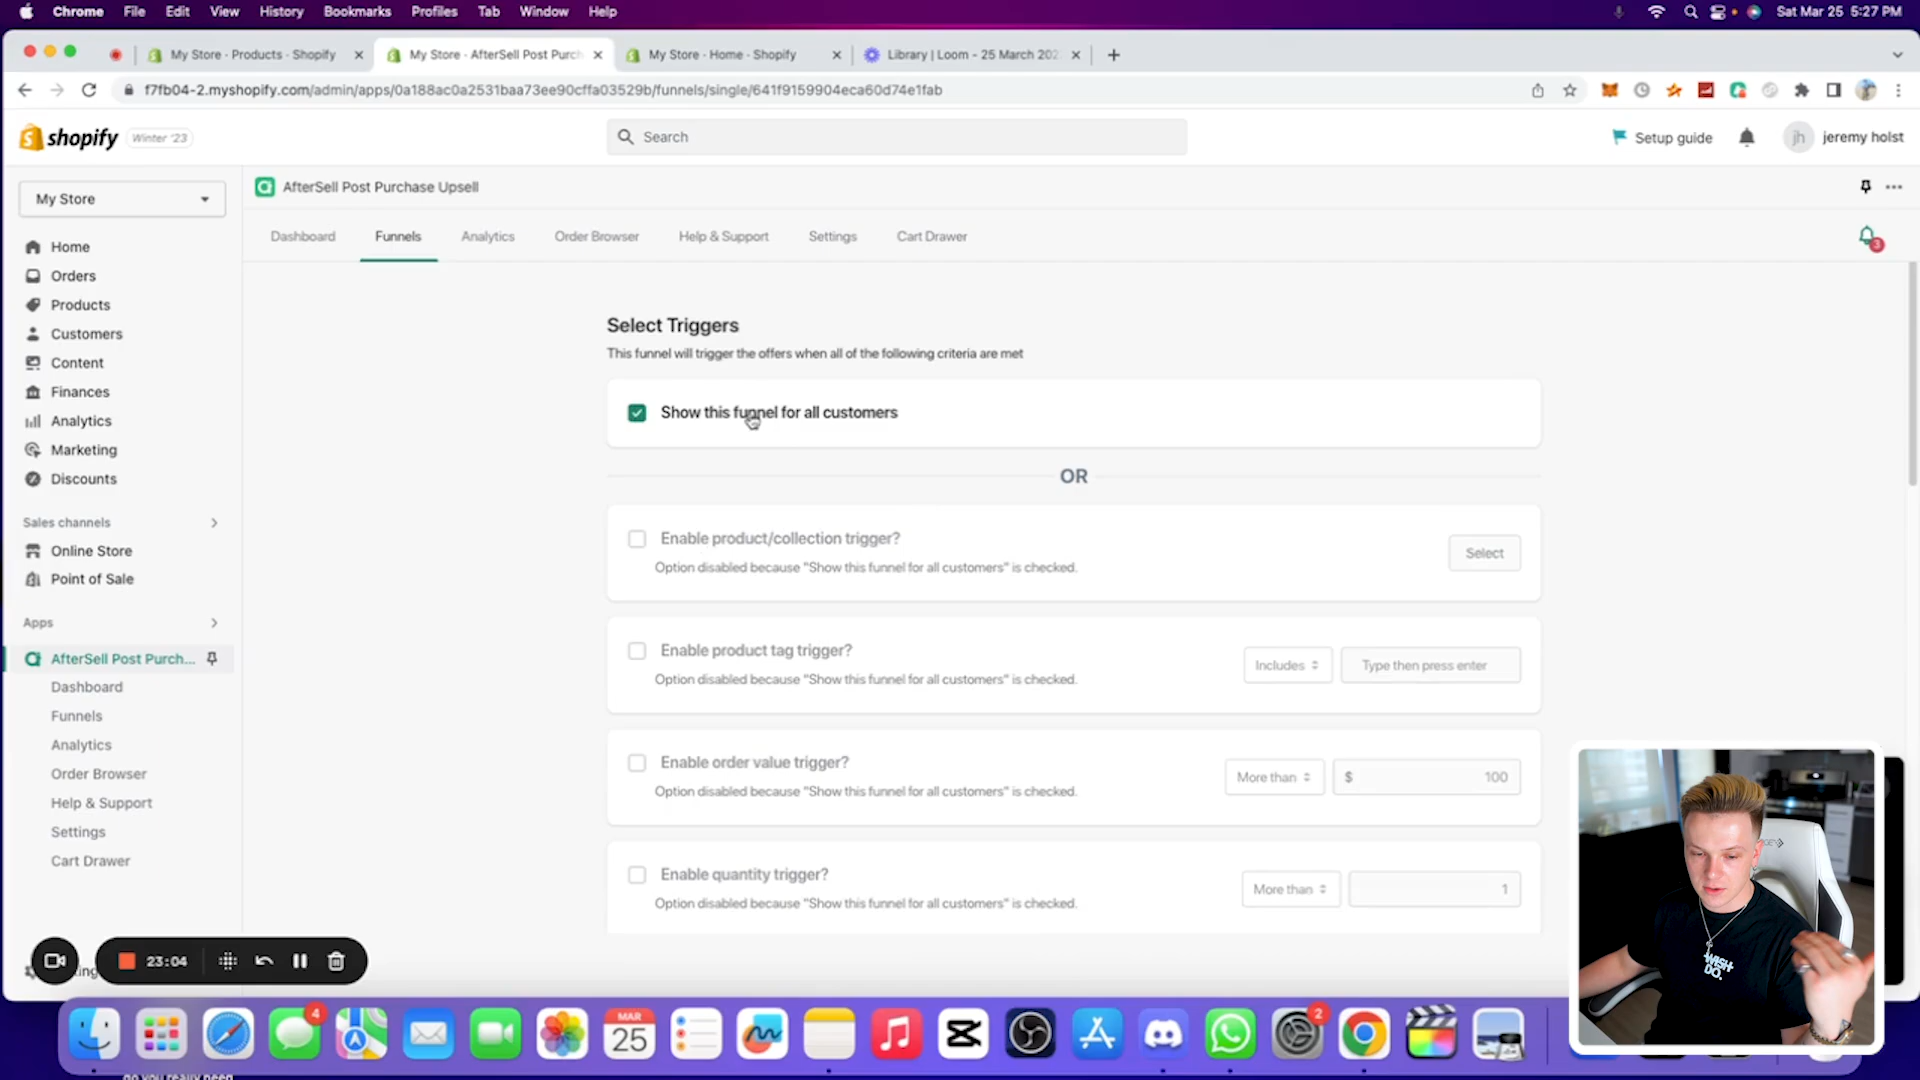 Chrome File Edit View History Bookmarks Profiles Tab Window Help
Sat Mar 25 5:27 PM
My Store · Products · Shopify
My Store · AfterSell Post Purch
My Store · Home · Shopify
Library | Loom - 25 March 202
f7fb04-2.myshopify.com/admin/apps/0a188ac0a2531baa73ee90cffa03529b/funnels/single/641f9159904eca60d74e1fab
shopify Winter '23
Search
Setup guide
jh jeremy holst
My Store
AfterSell Post Purchase Upsell
Dashboard Funnels Analytics Order Browser Help & Support Settings Cart Drawer
3
Home
Orders
Products
Customers
Content
Finances
Analytics
Marketing
Discounts
Sales channels
Online Store
Point of Sale
Apps
AfterSell Post Purch...
Dashboard
Funnels
Analytics
Order Browser
Help & Support
Settings
Cart Drawer
Select Triggers
This funnel will trigger the offers when all of the following criteria are met
Show this funnel for all customers
OR
Enable product/collection trigger?
Option disabled because "Show this funnel for all customers" is checked.
Select
Enable product tag trigger?
Option disabled because "Show this funnel for all customers" is checked.
Includes Type then press enter
Enable order value trigger?
Option disabled because "Show this funnel for all customers" is checked.
More than $ 100
Enable quantity trigger?
Option disabled because "Show this funnel for all customers" is checked.
More than 1
23:04
WISH
DO.
4
MAR
25
2
do you really need